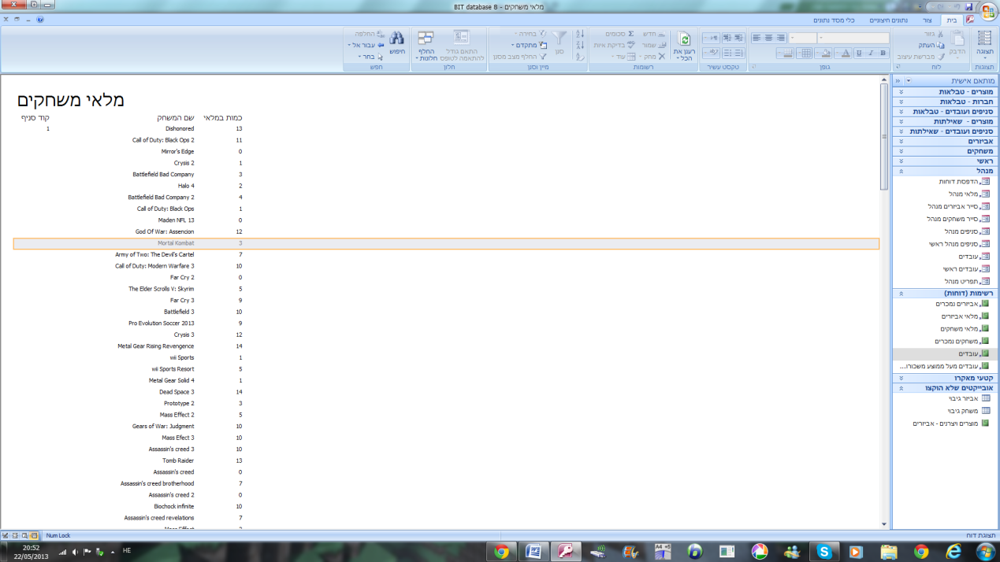 מלאי משחקים - BIT database 8
בית
צור
נתונים חיצוניים
כלי מסד נתונים
תצוגה
תצוגות
הדבק
גזור
העתק
מברשת עיצוב
לוח
גופן
טקסט עשיר
רענן את הכל
חדש
שמור
מחק
סכומים
בדיקת איות
עוד
רשומות
סנן
בחירה
מתקדם
החלף מצב מסנן
מיין וסנן
התאם גודל להתאמה לטופס
החלף חלונות
חלון
חיפוש
החלפה
עבור אל
בחר
חפש
מלאי משחקים
כמות במלאי שם המשחק קוד סניף
13 Dishonored 1
11 Call of Duty: Black Ops 2
0 Mirror's Edge
1 Crysis 2
3 Battlefield Bad Company
2 Halo 4
4 Battlefield Bad Company 2
1 Call of Duty: Black Ops
0 Maden NFL 13
12 God Of War: Assencion
3 Mortal Kombat
7 Army of Two: The Devil's Cartel
10 Call of Duty: Modern Warfare 3
0 Far Cry 2
5 The Elder Scrolls V: Skyrim
9 Far Cry 3
10 Battlefield 3
9 Pro Evolution Soccer 2013
12 Crysis 3
14 Metal Gear Rising Revengence
1 wii Sports
5 wii Sports Resort
1 Metal Gear Solid 4
14 Dead Space 3
3 Prototype 2
5 Mass Effect 2
10 Gears of War: Judgment
10 Mass Efect 3
10 Assassin's creed 3
13 Tomb Raider
0 Assassin's creed
7 Assassin's creed brotherhood
0 Assassin's creed 2
10 Biochock infinite
7 Assassin's creed revelations
מותאם אישית
מוצרים - טבלאות
חברות - טבלאות
סניפים ועובדים - טבלאות
מוצרים - שאילתות
סניפים ועובדים - שאילתות
אביזרים
משחקים
ראשי
מנהל
הדפסת דוחות
מלאי מנהל
סייר אביזרים מנהל
סייר משחקים מנהל
סניפים מנהל
סניפים מנהל ראשי
עובדים
עובדים ראשי
תפריט מנהל
רשימות (דוחות)
אביזרים נמכרים
מלאי אביזרים
מלאי משחקים
משחקים נמכרים
עובדים
עובדים מעל ממוצע משכורו...
קטעי מאקרו
אובייקטים שלא הוקצו
אביזר גיבוי
משחק גיבוי
מוצרים ויצרנים - אביזרים
תצוגת דוח
Num Lock
HE
20:52
22/05/2013